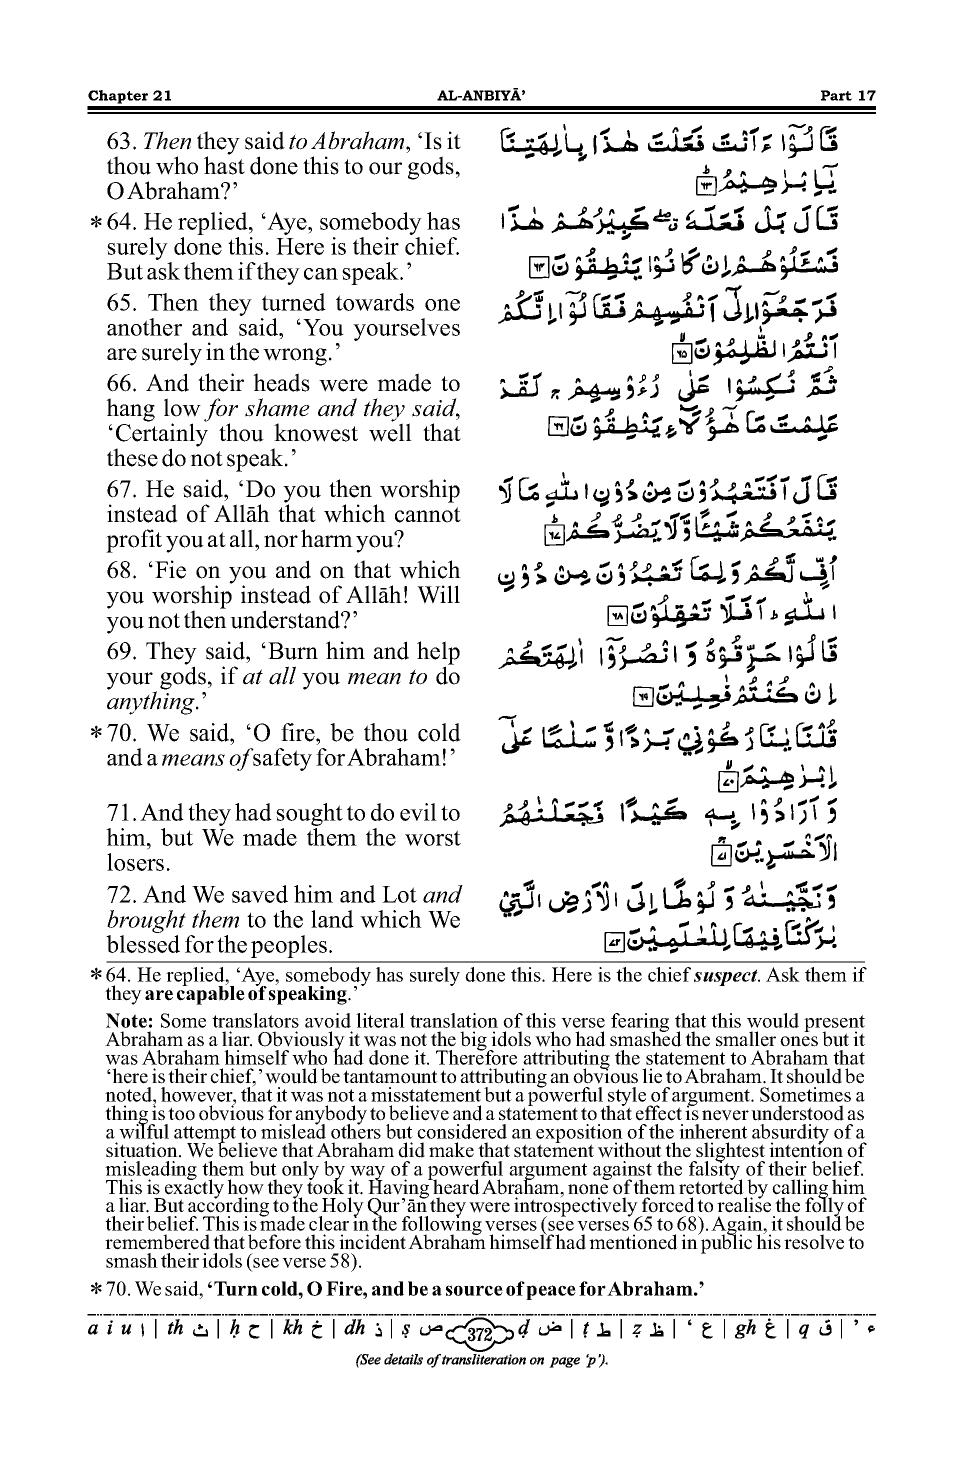 Chapter 21 AL-ANBIYĀ’ Part 17
63. Then they said to Abraham, ‘Is it
thou who hast done this to our gods,
O Abraham?’
قَالُوْۤا ءَاَنْتَ فَعَلْتَ هٰذَا بِاٰلِهَتِنَا
يٰۤاِبْرٰهِيْمُ ؕ۝۶۳
* 64. He replied, ‘Aye, somebody has
surely done this. Here is their chief.
But ask them if they can speak.’
قَالَ بَلْ فَعَلَهٗ ۖۗ كَبِيْرُهُمْ هٰذَا
فَسْـَٔلُوْهُمْ اِنْ كَانُوْا يَنْطِقُوْنَ ۝۶۴
65. Then they turned towards one
another and said, ‘You yourselves
are surely in the wrong.’
فَرَجَعُوْۤا اِلٰۤى اَنْفُسِهِمْ فَقَالُوْۤا اِنَّكُمْ
اَنْتُمُ الظّٰلِمُوْنَ ۙ۝۶۵
66. And their heads were made to
hang low for shame and they said,
‘Certainly thou knowest well that
these do not speak.’
ثُمَّ نُكِسُوْا عَلٰى رُءُوْسِهِمْ ۚ لَقَدْ
عَلِمْتَ مَا هٰۤؤُلَآءِ يَنْطِقُوْنَ ۝۶۶
67. He said, ‘Do you then worship
instead of Allāh that which cannot
profit you at all, nor harm you?
قَالَ اَفَتَعْبُدُوْنَ مِنْ دُوْنِ اللّٰهِ مَا لَا
يَنْفَعُكُمْ شَيْـًٔا وَّلَا يَضُرُّكُمْ ؕ۝۶۷
68. ‘Fie on you and on that which
you worship instead of Allāh! Will
you not then understand?’
اُفٍّ لَّكُمْ وَلِمَا تَعْبُدُوْنَ مِنْ دُوْنِ
اللّٰهِ ؕ اَفَلَا تَعْقِلُوْنَ ۝۶۸
69. They said, ‘Burn him and help
your gods, if at all you mean to do
anything.’
قَالُوْا حَرِّقُوْهُ وَانْصُرُوْۤا اٰلِهَتَكُمْ
اِنْ كُنْتُمْ فٰعِلِيْنَ ۝۶۹
* 70. We said, ‘O fire, be thou cold
and a means of safety for Abraham!’
قُلْنَا يٰنَارُ كُوْنِيْ بَرْدًا وَّسَلٰمًا عَلٰۤى
اِبْرٰهِيْمَ ۙ۝۷۰
71. And they had sought to do evil to
him, but We made them the worst
losers.
وَاَرَادُوْا بِهٖ كَيْدًا فَجَعَلْنٰهُمُ
الْاَخْسَرِيْنَ ۚ۝۷۱
72. And We saved him and Lot and
brought them to the land which We
blessed for the peoples.
وَنَجَّيْنٰهُ وَلُوْطًا اِلَى الْاَرْضِ الَّتِيْ
بٰرَكْنَا فِيْهَا لِلْعٰلَمِيْنَ ۝۷۲
* 64. He replied, ‘Aye, somebody has surely done this. Here is the chief suspect. Ask them if
they are capable of speaking.’
Note: Some translators avoid literal translation of this verse fearing that this would present
Abraham as a liar. Obviously it was not the big idols who had smashed the smaller ones but it
was Abraham himself who had done it. Therefore attributing the statement to Abraham that
‘here is their chief,’ would be tantamount to attributing an obvious lie to Abraham. It should be
noted, however, that it was not a misstatement but a powerful style of argument. Sometimes a
thing is too obvious for anybody to believe and a statement to that effect is never understood as
a wilful attempt to mislead others but considered an exposition of the inherent absurdity of a
situation. We believe that Abraham did make that statement without the slightest intention of
misleading them but only by way of a powerful argument against the falsity of their belief.
This is exactly how they took it. Having heard Abraham, none of them retorted by calling him
a liar. But according to the Holy Qur’ān they were introspectively forced to realise the folly of
their belief. This is made clear in the following verses (see verses 65 to 68). Again, it should be
remembered that before this incident Abraham himself had mentioned in public his resolve to
smash their idols (see verse 58).
* 70. We said, ‘Turn cold, O Fire, and be a source of peace for Abraham.’
a i u ا | th ث | ḥ ح | kh خ | dh ذ | ṣ ص 372 ḍ ض | ṭ ط | ẓ ظ | ‘ ع | gh غ | q ق | ’ ء
(See details of transliteration on page ‘p’).